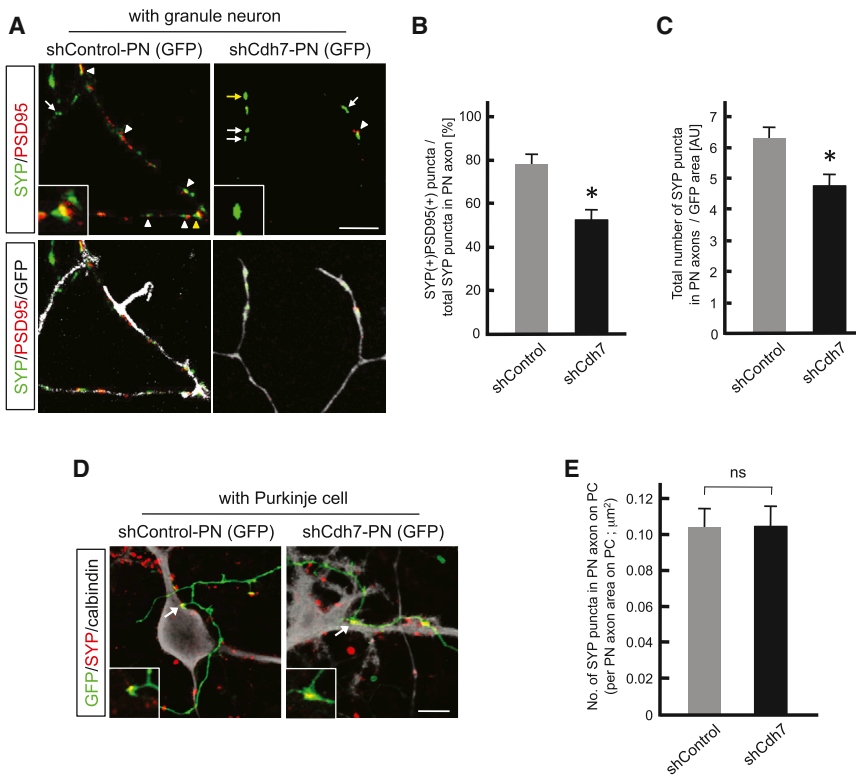 A
with granule neuron
shControl-PN (GFP)
shCdh7-PN (GFP)
SYP/PSD95
SYP/PSD95/GFP
B
SYP(+)PSD95(+) puncta /
total SYP puncta in PN axon [%]
100
80
60
40
20
0
*
shControl
shCdh7
C
Total number of SYP puncta
in PN axons / GFP area [AU]
7
6
5
4
3
2
1
0
*
shControl
shCdh7
D
with Purkinje cell
shControl-PN (GFP)
shCdh7-PN (GFP)
GFP/SYP/calbindin
E
No. of SYP puncta in PN axon on PC
(per PN axon area on PC ; μm2)
ns
0.12
0.10
0.08
0.06
0.04
0.02
0
shControl
shCdh7